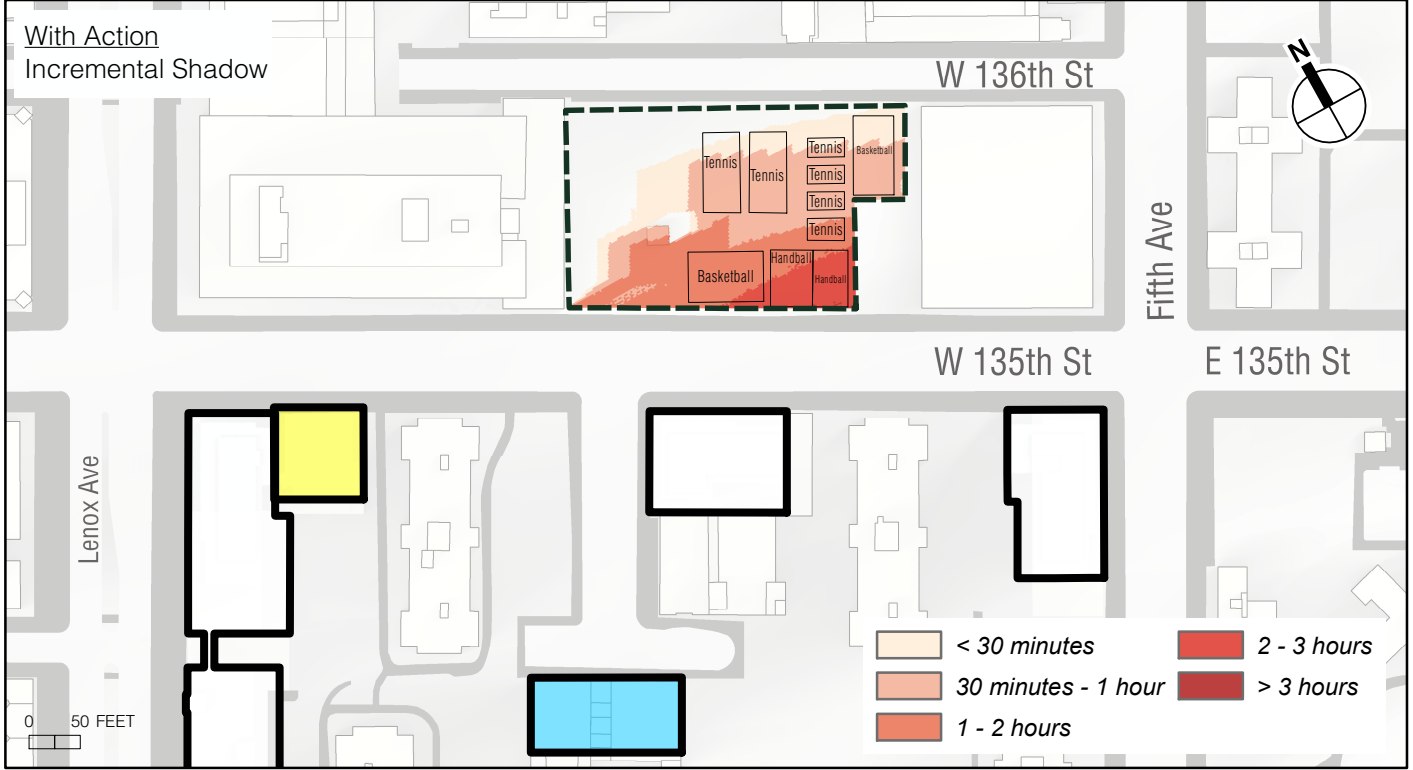 With Action
Incremental Shadow
W 136th St
N
Tennis
Tennis
Tennis
Tennis
Tennis
Tennis
Basketball
Basketball
Handball
Handball
Fifth Ave
W 135th St
E 135th St
Lenox Ave
0 50 FEET
< 30 minutes
30 minutes - 1 hour
1 - 2 hours
2 - 3 hours
> 3 hours